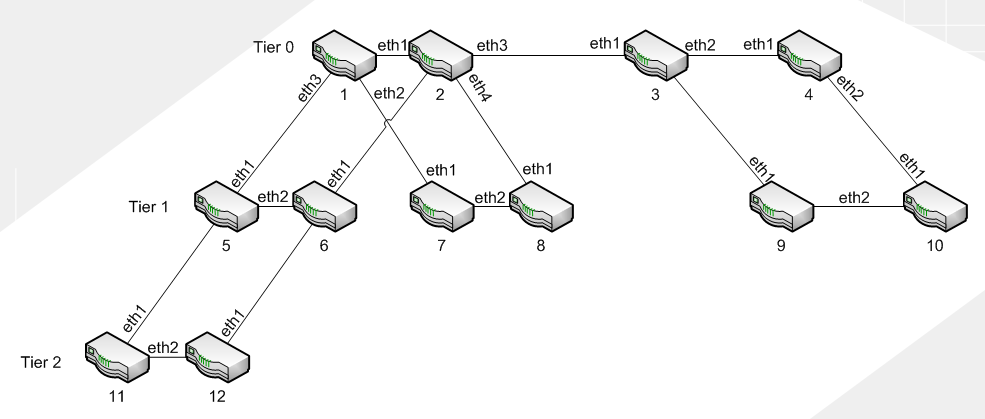 Tier 0
eth1
eth3
eth1
eth2
eth1
eth3
eth2
eth4
eth2
1
2
3
4
eth1
eth1
eth1
eth1
eth1
eth1
Tier 1
eth2
eth2
eth2
5
6
7
8
9
10
eth1
eth1
Tier 2
eth2
11
12